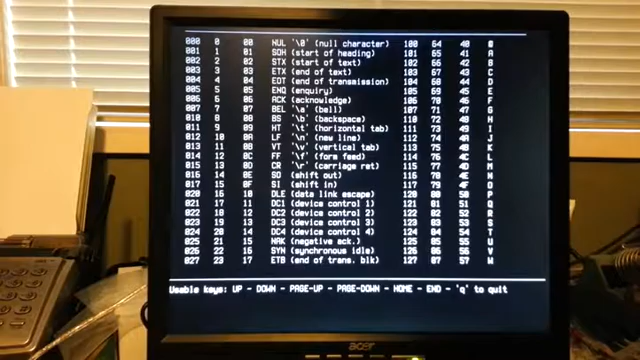 000 0 00 NUL '\0' (null character) 100 64 40 @
001 1 01 SOH (start of heading) 101 65 41 A
002 2 02 STX (start of text) 102 66 42 B
003 3 03 ETX (end of text) 103 67 43 C
004 4 04 EOT (end of transmission) 104 68 44 D
005 5 05 ENQ (enquiry) 105 69 45 E
006 6 06 ACK (acknowledge) 106 70 46 F
007 7 07 BEL '\a' (bell) 107 71 47 G
010 8 08 BS '\b' (backspace) 110 72 48 H
011 9 09 HT '\t' (horizontal tab) 111 73 49 I
012 10 0A LF '\n' (new line) 112 74 4A J
013 11 0B VT '\v' (vertical tab) 113 75 4B K
014 12 0C FF '\f' (form feed) 114 76 4C L
015 13 0D CR '\r' (carriage ret) 115 77 4D M
016 14 0E SO (shift out) 116 78 4E N
017 15 0F SI (shift in) 117 79 4F O
020 16 10 DLE (data link escape) 120 80 50 P
021 17 11 DC1 (device control 1) 121 81 51 Q
022 18 12 DC2 (device control 2) 122 82 52 R
023 19 13 DC3 (device control 3) 123 83 53 S
024 20 14 DC4 (device control 4) 124 84 54 T
025 21 15 NAK (negative ack.) 125 85 55 U
026 22 16 SYN (synchronous idle) 126 86 56 V
027 23 17 ETB (end of trans. blk) 127 87 57 W
Usable keys: UP - DOWN - PAGE-UP - PAGE-DOWN - HOME - END - 'q' to quit
acer